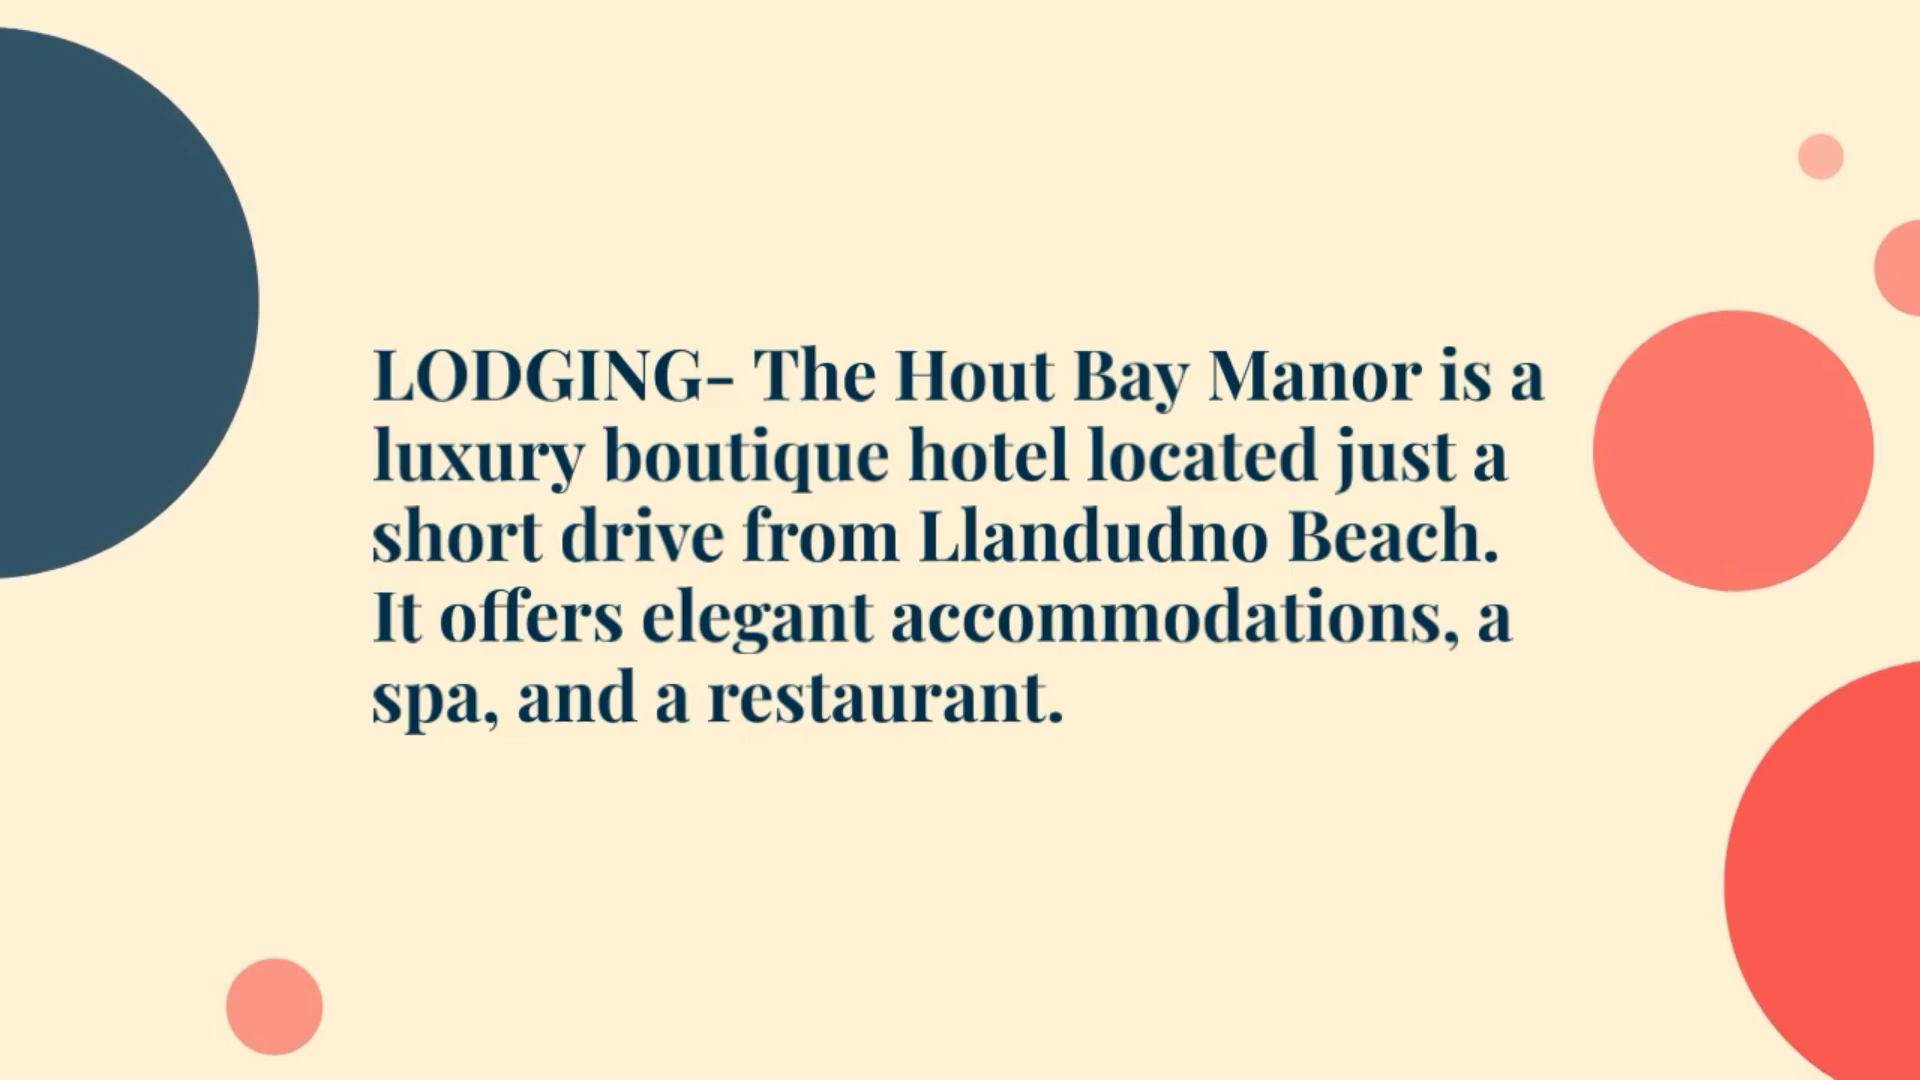 LODGING- The Hout Bay Manor is a
luxury boutique hotel located just a
short drive from Llandudno Beach.
It offers elegant accommodations, a
spa, and a restaurant.